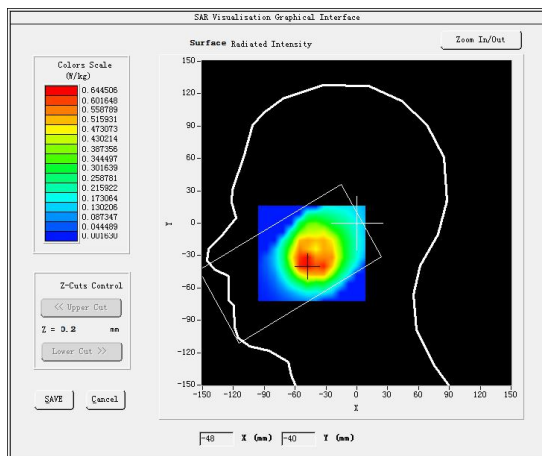 SAR Visualisation Graphical Interface
Surface Radiated Intensity
Zoom In/Out
Colors Scale
(W/kg)
0.644506
0.601648
0.558789
0.515931
0.473073
0.430214
0.387356
0.344497
0.301639
0.258781
0.215922
0.173064
0.130206
0.087347
0.044489
0.001630
Z-Cuts Control
<< Upper Cut
Z = 0.2 mm
Lower Cut >>
SAVE Cancel
150
120
90
60
30
0
-30
-60
-90
-120
-150
Y
-150 -120 -90 -60 -30 0 30 60 90 120 150
X
-48 X (mm) -40 Y (mm)